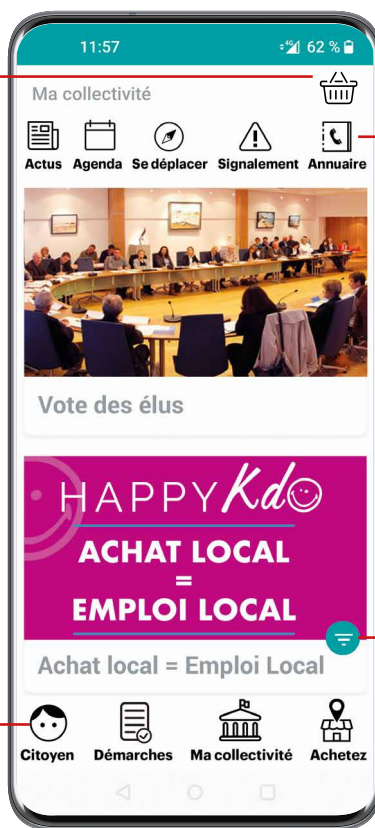 11:57 4G 62 %
Ma collectivité
Actus Agenda Se déplacer Signalement Annuaire
Vote des élus
HAPPY Kdo
ACHAT LOCAL
=
EMPLOI LOCAL
Achat local = Emploi Local
Citoyen Démarches Ma collectivité Achetez